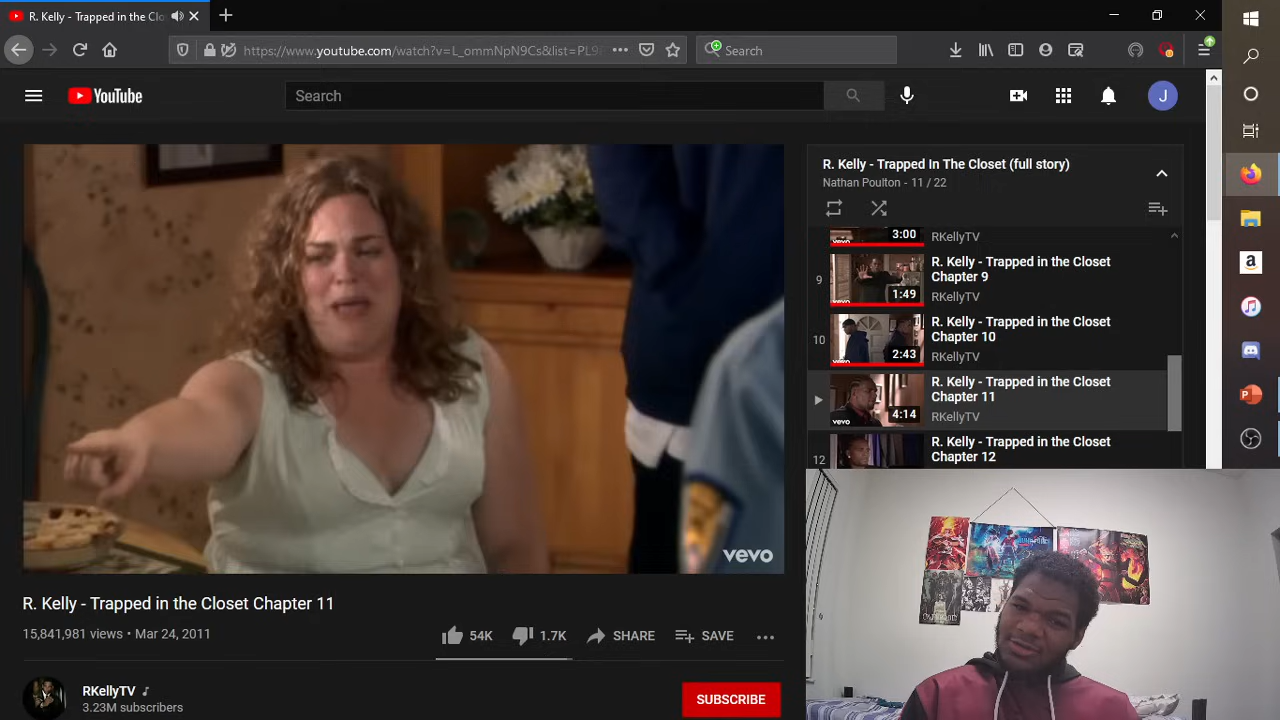 R. Kelly - Trapped in the Clo
https://www.youtube.com/watch?v=L_ommN0N9Cs&list=PL9
Search
YouTube
Search
J
vevo
R. Kelly - Trapped In The Closet (full story)
Nathan Poulton - 11 / 22
3:00
RKellyTV
9
1:49
R. Kelly - Trapped in the Closet
Chapter 9
RKellyTV
10
2:43
R. Kelly - Trapped in the Closet
Chapter 10
RKellyTV
vevo
4:14
R. Kelly - Trapped in the Closet
Chapter 11
RKellyTV
12
R. Kelly - Trapped in the Closet
Chapter 12
R. Kelly - Trapped in the Closet Chapter 11
15,841,981 views • Mar 24, 2011
54K
1.7K
SHARE
SAVE
RKellyTV
3.23M subscribers
SUBSCRIBE